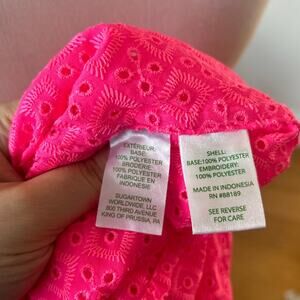 EXTÉRIEUR:
BASE:
100% POLYESTER
BRODERIE:
100% POLYESTER
FABRIQUÉ EN
INDONÉSIE
SUGARTOWN
WORLDWIDE, LLC
800 THIRD AVENUE
KING OF PRUSSIA, PA
SHELL:
BASE:100% POLYESTER
EMBROIDERY:
100% POLYESTER
MADE IN INDONESIA
RN #88189
SEE REVERSE
FOR CARE